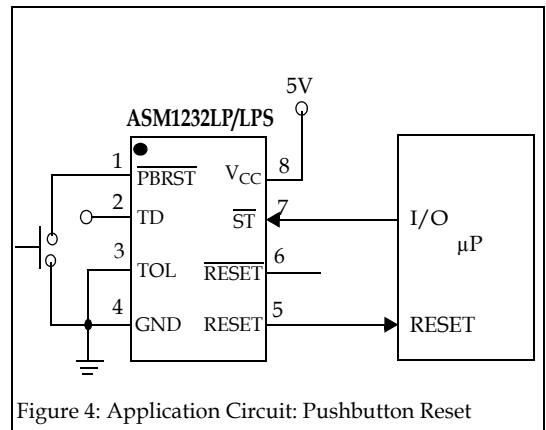 5V
ASM1232LP/LPS
1
PBRST
VCC
8
2
TD
ST
7
I/O
µP
3
TOL
RESET
6
4
GND
RESET
5
RESET
Figure 4: Application Circuit: Pushbutton Reset